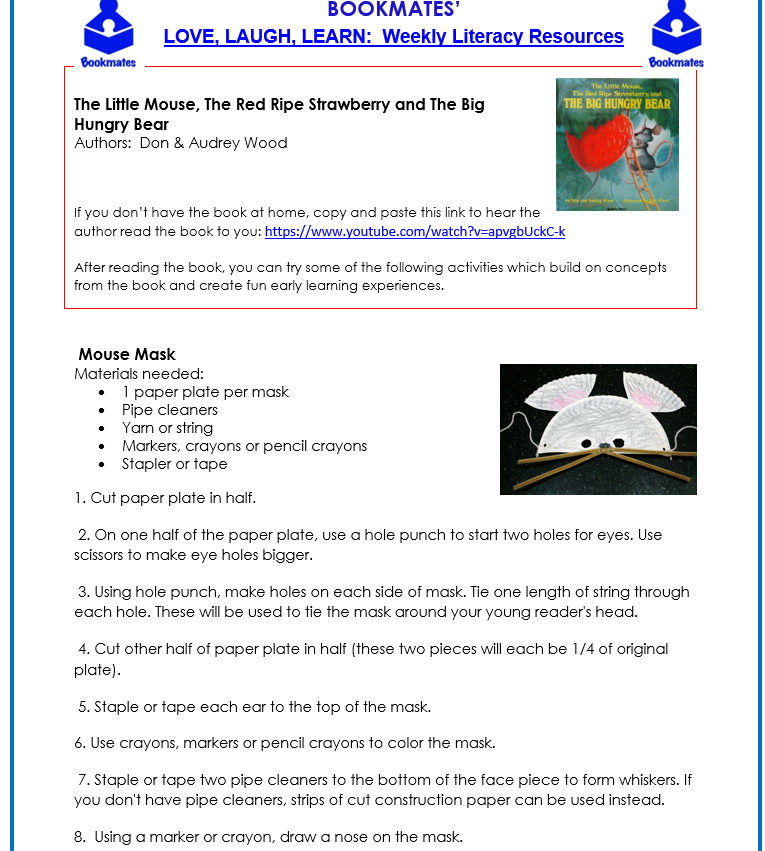 BOOKMATES’
LOVE, LAUGH, LEARN:  Weekly Literacy Resources
Bookmates
Bookmates
The Little Mouse, The Red Ripe Strawberry and The Big
Hungry Bear
Authors:  Don & Audrey Wood
The Little Mouse,
The Red Ripe Strawberry, and
THE BIG HUNGRY BEAR
If you don’t have the book at home, copy and paste this link to hear the
author read the book to you: https://www.youtube.com/watch?v=apvgbUckC-k
After reading the book, you can try some of the following activities which build on concepts
from the book and create fun early learning experiences.
Mouse Mask
Materials needed:
• 1 paper plate per mask
• Pipe cleaners
• Yarn or string
• Markers, crayons or pencil crayons
• Stapler or tape
1. Cut paper plate in half.
2. On one half of the paper plate, use a hole punch to start two holes for eyes. Use
scissors to make eye holes bigger.
3. Using hole punch, make holes on each side of mask. Tie one length of string through
each hole. These will be used to tie the mask around your young reader's head.
4. Cut other half of paper plate in half (these two pieces will each be 1/4 of original
plate).
5. Staple or tape each ear to the top of the mask.
6. Use crayons, markers or pencil crayons to color the mask.
7. Staple or tape two pipe cleaners to the bottom of the face piece to form whiskers. If
you don't have pipe cleaners, strips of cut construction paper can be used instead.
8.  Using a marker or crayon, draw a nose on the mask.